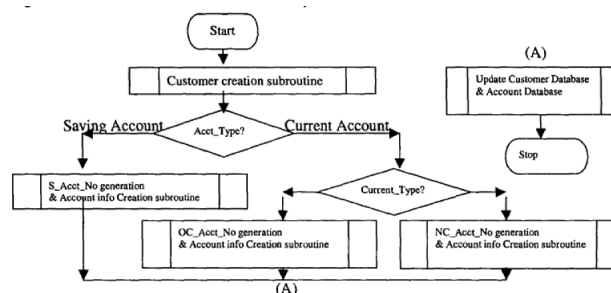 Start
(A)
Customer creation subroutine
Update Customer Database
& Account Database
Saving Account
Acct_Type?
Current Account
Stop
S_Acct_No generation
& Account info Creation subroutine
Current_Type?
OC_Acct_No generation
& Account info Creation subroutine
NC_Acct_No generation
& Account info Creation subroutine
(A)